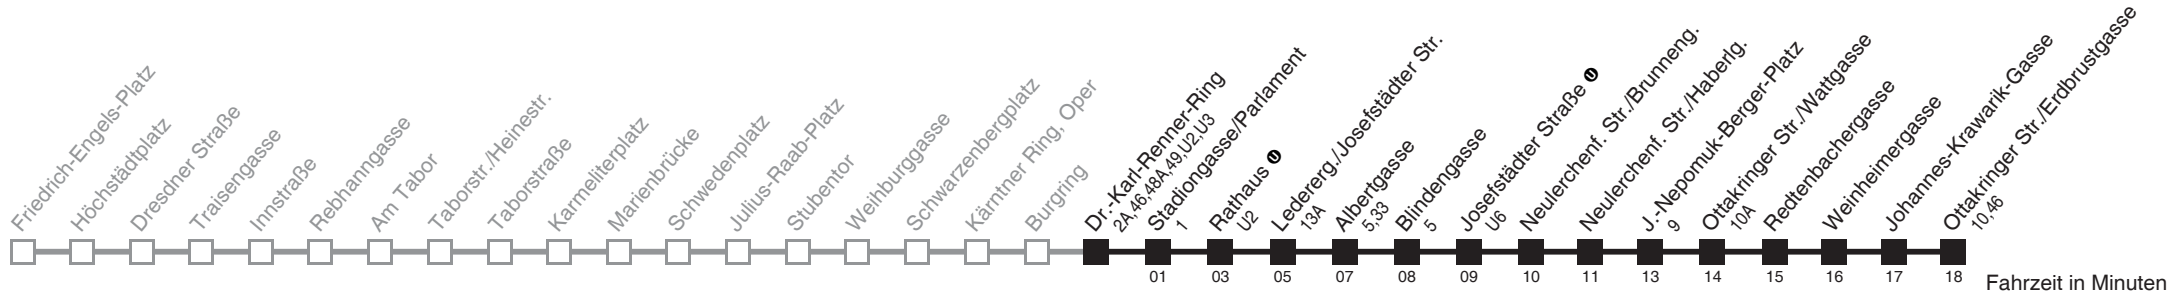 Friedrich-Engels-Platz
Höchstädtplatz
Dresdner Straße
Traisengasse
Innstraße
Rebhanngasse
Am Tabor
Taborstr./Heinestr.
Taborstraße
Karmeliterplatz
Marienbrücke
Schwedenplatz
Julius-Raab-Platz
Stubentor
Weihburggasse
Schwarzenbergplatz
Kärntner Ring, Oper
Burgring
Dr.-Karl-Renner-Ring
2A,46,48A,49,U2,U3
Stadiongasse/Parlament
1
01
Rathaus U
U2
03
Ledererg./Josefstädter Str.
13A
05
Albertgasse
5,33
07
Blindengasse
5
08
Josefstädter Straße U
U6
09
Neulerchenf. Str./Brunneng.
10
Neulerchenf. Str./Haberlg.
11
J.-Nepomuk-Berger-Platz
9
13
Ottakringer Str./Wattgasse
10A
14
Redtenbachergasse
15
Weinheimergasse
16
Johannes-Krawarik-Gasse
17
Ottakringer Str./Erdbrustgasse
10,46
18
Fahrzeit in Minuten